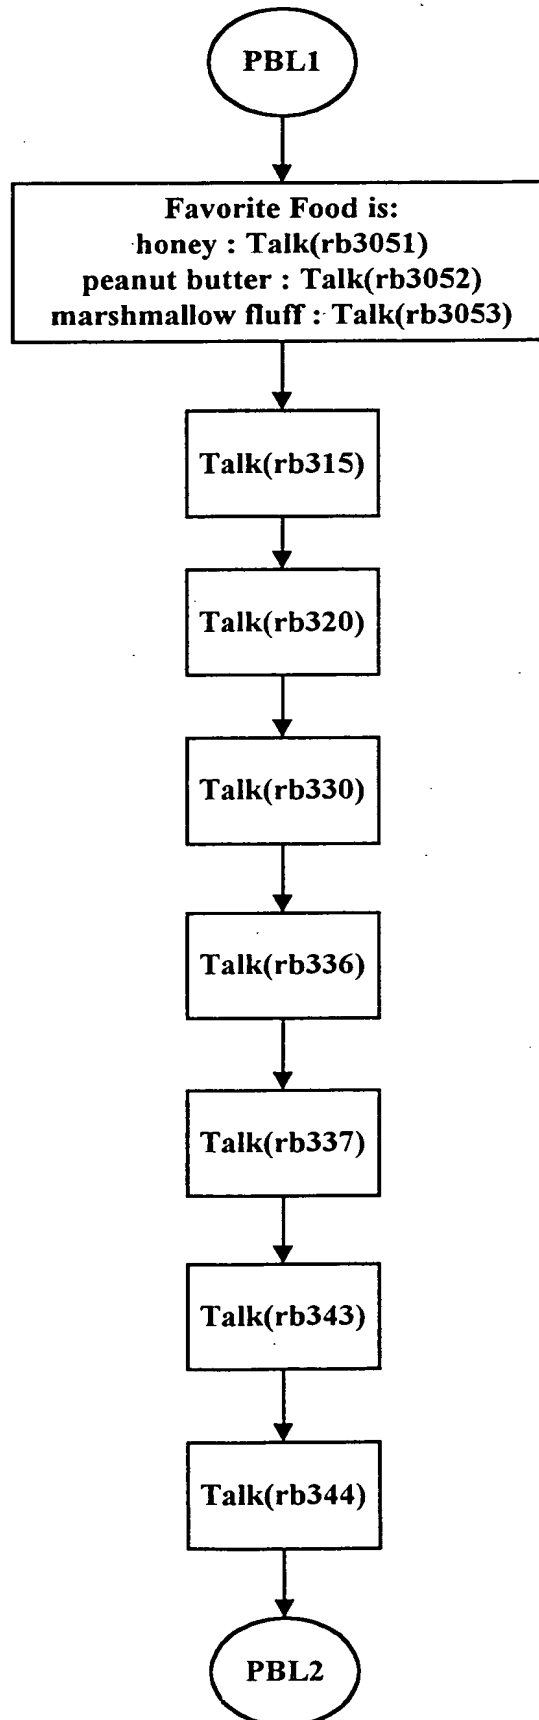 PBL1
Favorite Food is:
honey : Talk(rb3051)
peanut butter : Talk(rb3052)
marshmallow fluff : Talk(rb3053)
Talk(rb315)
Talk(rb320)
Talk(rb330)
Talk(rb336)
Talk(rb337)
Talk(rb343)
Talk(rb344)
PBL2